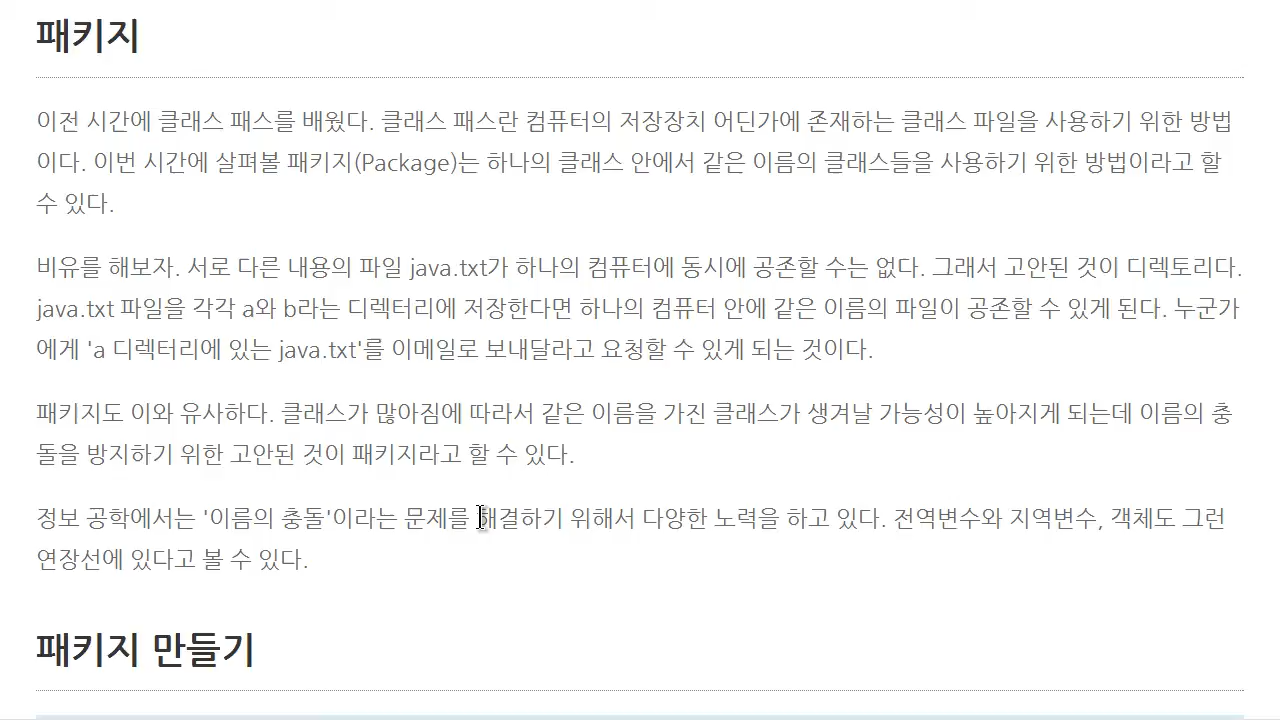 패키지
이전 시간에 클래스 패스를 배웠다. 클래스 패스란 컴퓨터의 저장장치 어딘가에 존재하는 클래스 파일을 사용하기 위한 방법
이다. 이번 시간에 살펴볼 패키지(Package)는 하나의 클래스 안에서 같은 이름의 클래스들을 사용하기 위한 방법이라고 할
수 있다.
비유를 해보자. 서로 다른 내용의 파일 java.txt가 하나의 컴퓨터에 동시에 공존할 수는 없다. 그래서 고안된 것이 디렉토리다.
java.txt 파일을 각각 a와 b라는 디렉터리에 저장한다면 하나의 컴퓨터 안에 같은 이름의 파일이 공존할 수 있게 된다. 누군가
에게 'a 디렉터리에 있는 java.txt'를 이메일로 보내달라고 요청할 수 있게 되는 것이다.
패키지도 이와 유사하다. 클래스가 많아짐에 따라서 같은 이름을 가진 클래스가 생겨날 가능성이 높아지게 되는데 이름의 충
돌을 방지하기 위한 고안된 것이 패키지라고 할 수 있다.
정보 공학에서는 '이름의 충돌'이라는 문제를 해결하기 위해서 다양한 노력을 하고 있다. 전역변수와 지역변수, 객체도 그런
연장선에 있다고 볼 수 있다.
패키지 만들기